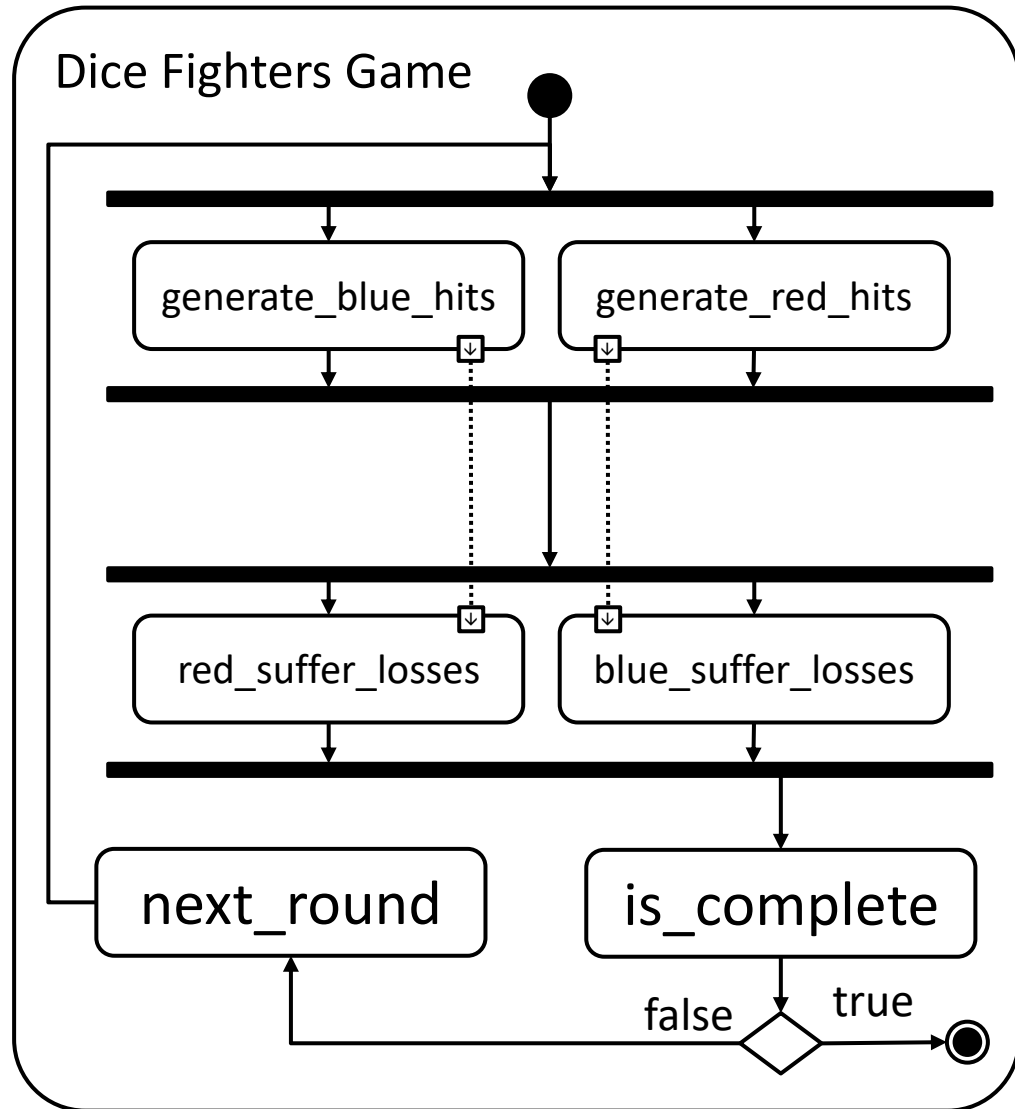 Dice Fighters Game
generate_blue_hits
generate_red_hits
red_suffer_losses
blue_suffer_losses
next_round
is_complete
false
true